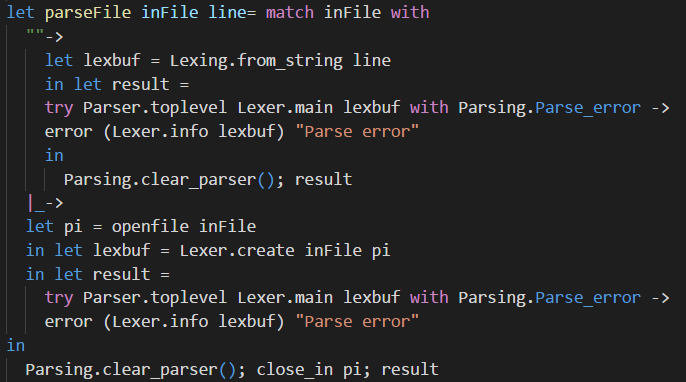 let parseFile inFile line= match inFile with
  ""->
    let lexbuf = Lexing.from_string line
    in let result =
    try Parser.toplevel Lexer.main lexbuf with Parsing.Parse_error ->
    error (Lexer.info lexbuf) "Parse error"
    in
      Parsing.clear_parser(); result
  |_->
  let pi = openfile inFile
  in let lexbuf = Lexer.create inFile pi
  in let result =
    try Parser.toplevel Lexer.main lexbuf with Parsing.Parse_error ->
    error (Lexer.info lexbuf) "Parse error"
in
  Parsing.clear_parser(); close_in pi; result